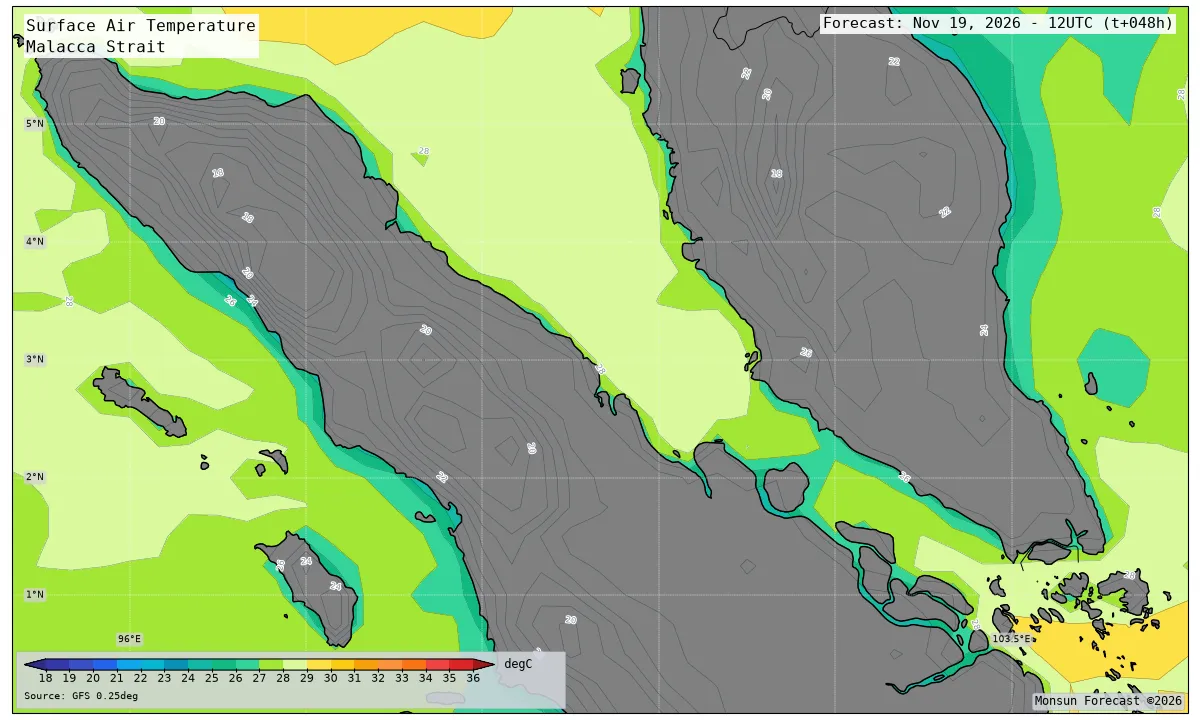 Surface Air Temperature
Malacca Strait
Forecast: Nov 19, 2026 - 12UTC (t+048h)
22
22
20
28
5°N
20
28
18
18
18
22
28
4°N
20
26
24
28
20
24
26
3°N
28
20
22
26
2°N
26
24
24
28
1°N
20
96°E
103.5°E
degC
18 19 20 21 22 23 24 25 26 27 28 29 30 31 32 33 34 35 36
Source: GFS 0.25deg
Monsun Forecast ©2026